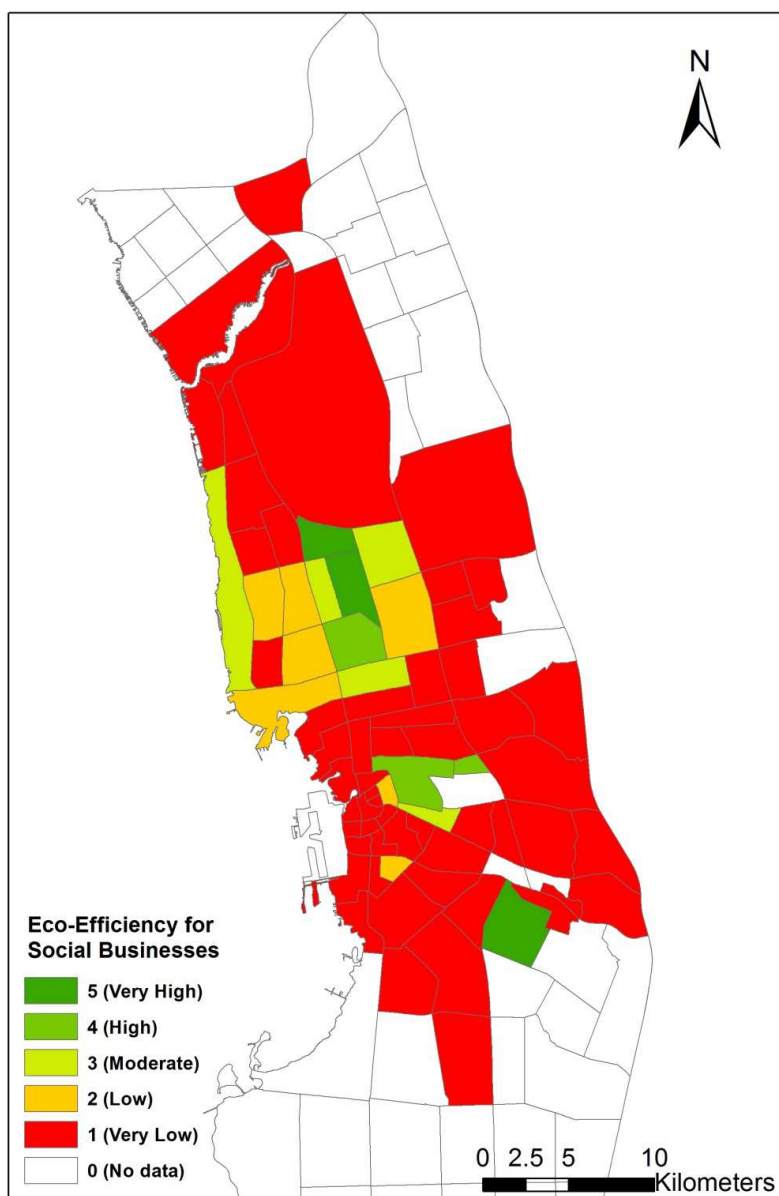 N
Eco-Efficiency for
Social Businesses
5 (Very High)
4 (High)
3 (Moderate)
2 (Low)
1 (Very Low)
0 (No data)
0 2.5 5 10
Kilometers